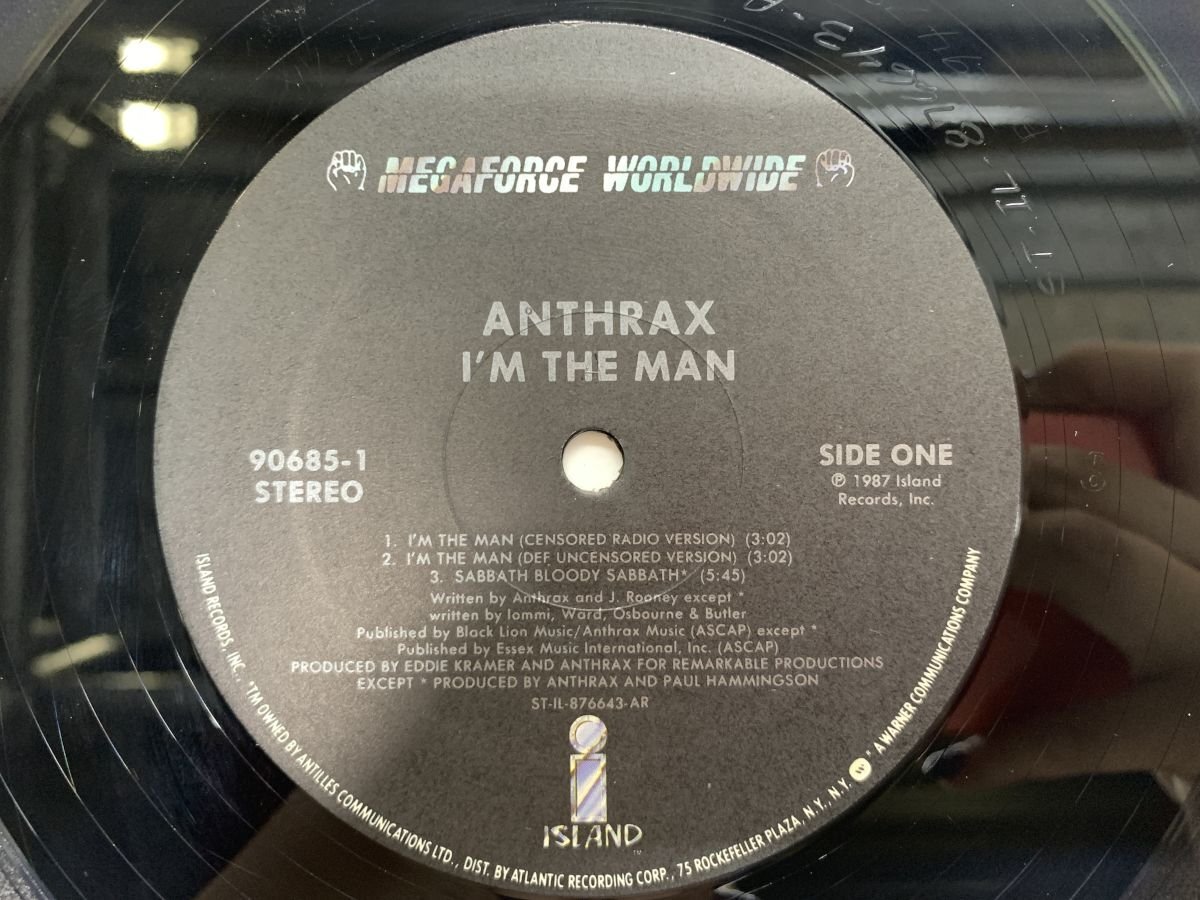 MEGAFORCE WORLDWIDE
ANTHRAX
I'M THE MAN
90685-1
STEREO
SIDE ONE
℗ 1987 Island
Records, Inc.
1. I'M THE MAN (CENSORED RADIO VERSION) (3:02)
2. I'M THE MAN (DEF UNCENSORED VERSION) (3:02)
3. SABBATH BLOODY SABBATH* (5:45)
Written by Anthrax and J. Rooney except *
written by Iommi, Ward, Osbourne & Butler
Published by Black Lion Music/Anthrax Music (ASCAP) except *
Published by Essex Music International, Inc. (ASCAP)
PRODUCED BY EDDIE KRAMER AND ANTHRAX FOR REMARKABLE PRODUCTIONS
EXCEPT * PRODUCED BY ANTHRAX AND PAUL HAMMINGSON
ST-IL-876643-AR
ISLAND
ISLAND RECORDS, INC., *TM OWNED BY ANTILLES COMMUNICATIONS LTD., DIST. BY ATLANTIC RECORDING CORP., 75 ROCKEFELLER PLAZA, N.Y., N.Y. * A WARNER COMMUNICATIONS COMPANY